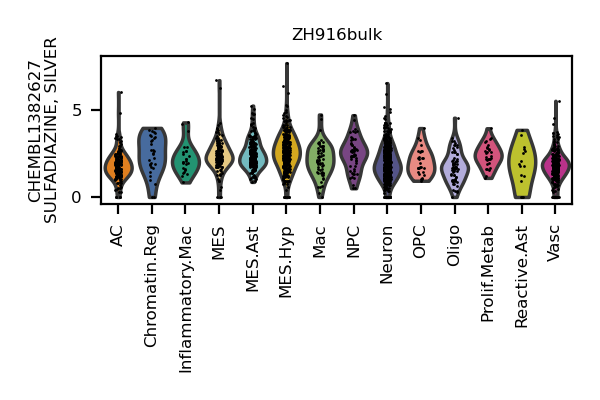 ZH916bulk
CHEMBL1382627
SULFADIAZINE, SILVER
5
0
AC
Chromatin.Reg
Inflammatory.Mac
MES
MES.Ast
MES.Hyp
Mac
NPC
Neuron
OPC
Oligo
Prolif.Metab
Reactive.Ast
Vasc